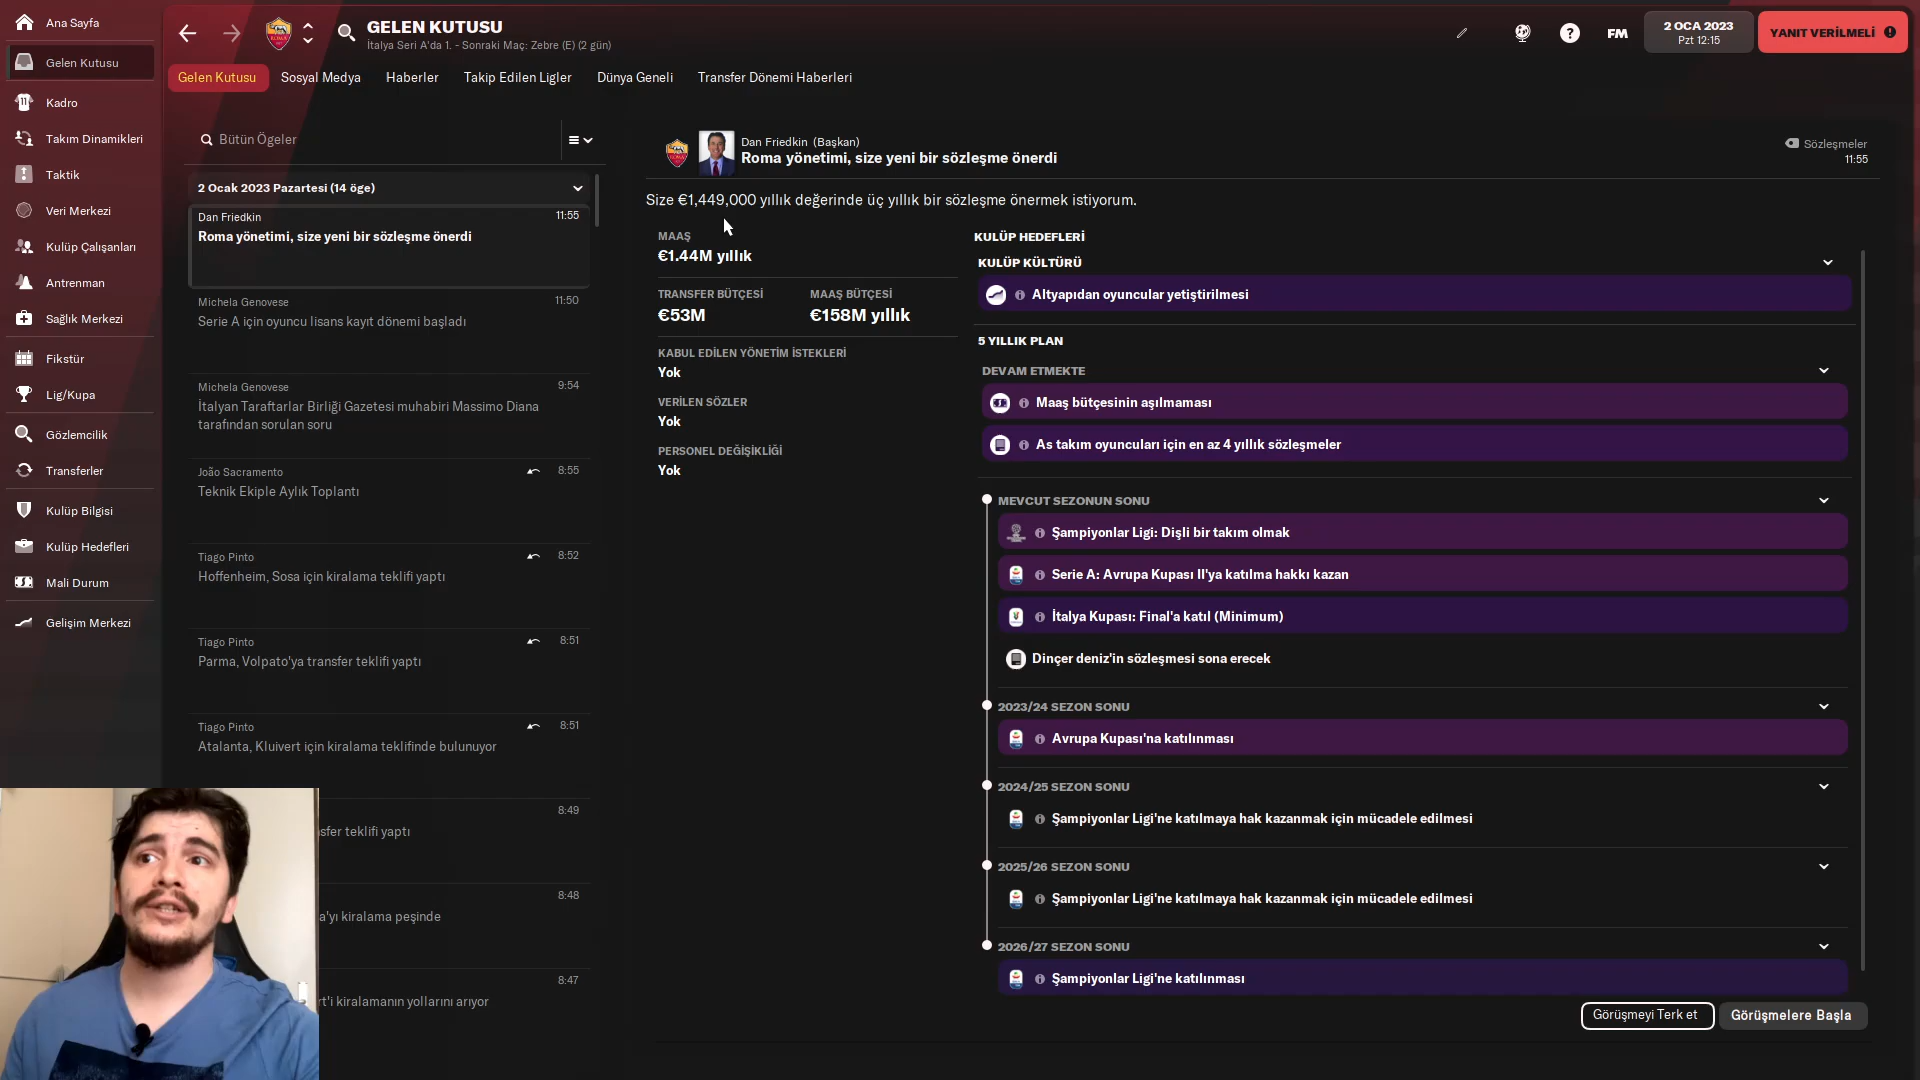 Ana Sayfa
Gelen Kutusu
Kadro
Takım Dinamikleri
Taktik
Veri Merkezi
Kulüp Çalışanları
Antrenman
Sağlık Merkezi
Fikstür
Lig/Kupa
Gözlemcilik
Transferler
Kulüp Bilgisi
Kulüp Hedefleri
Mali Durum
Gelişim Merkezi
GELEN KUTUSU
İtalya Seri A'da 1. - Sonraki Maç: Zebre (E) (2 gün)
FM
2 OCA 2023
Pzt 12:15
YANIT VERİLMELİ
Gelen Kutusu
Sosyal Medya
Haberler
Takip Edilen Ligler
Dünya Geneli
Transfer Dönemi Haberleri
Bütün Ögeler
2 Ocak 2023 Pazartesi (14 öge)
Dan Friedkin 11:55
Roma yönetimi, size yeni bir sözleşme önerdi
Michela Genovese 11:50
Serie A için oyuncu lisans kayıt dönemi başladı
Michela Genovese 9:54
İtalyan Taraftarlar Birliği Gazetesi muhabiri Massimo Diana
tarafından sorulan soru
João Sacramento 8:55
Teknik Ekiple Aylık Toplantı
Tiago Pinto 8:52
Hoffenheim, Sosa için kiralama teklifi yaptı
Tiago Pinto 8:51
Parma, Volpato'ya transfer teklifi yaptı
Tiago Pinto 8:51
Atalanta, Kluivert için kiralama teklifinde bulunuyor
8:49
sfer teklifi yaptı
8:48
a'yı kiralama peşinde
8:47
rt'i kiralamanın yollarını arıyor
Dan Friedkin (Başkan)
Roma yönetimi, size yeni bir sözleşme önerdi
Sözleşmeler
11:55
Size €1,449,000 yıllık değerinde üç yıllık bir sözleşme önermek istiyorum.
MAAŞ
€1.44M yıllık
TRANSFER BÜTÇESİ
€53M
MAAŞ BÜTÇESİ
€158M yıllık
KABUL EDİLEN YÖNETİM İSTEKLERİ
Yok
VERİLEN SÖZLER
Yok
PERSONEL DEĞİŞİKLİĞİ
Yok
KULÜP HEDEFLERİ
KULÜP KÜLTÜRÜ
Altyapıdan oyuncular yetiştirilmesi
5 YILLIK PLAN
DEVAM ETMEKTE
Maaş bütçesinin aşılmaması
As takım oyuncuları için en az 4 yıllık sözleşmeler
MEVCUT SEZONUN SONU
Şampiyonlar Ligi: Dişli bir takım olmak
Serie A: Avrupa Kupası II'ya katılma hakkı kazan
İtalya Kupası: Final'a katıl (Minimum)
Dinçer deniz'in sözleşmesi sona erecek
2023/24 SEZON SONU
Avrupa Kupası'na katılınması
2024/25 SEZON SONU
Şampiyonlar Ligi'ne katılmaya hak kazanmak için mücadele edilmesi
2025/26 SEZON SONU
Şampiyonlar Ligi'ne katılmaya hak kazanmak için mücadele edilmesi
2026/27 SEZON SONU
Şampiyonlar Ligi'ne katılınması
Görüşmeyi Terk et
Görüşmelere Başla